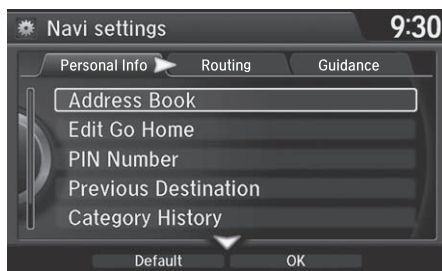 Navi settings 9:30
Personal Info Routing Guidance
Address Book
Edit Go Home
PIN Number
Previous Destination
Category History
Default OK